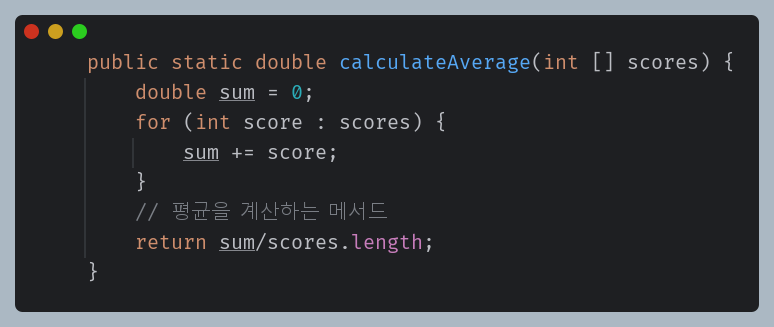 public static double calculateAverage(int [] scores) {
double sum = 0;
for (int score : scores) {
sum += score;
}
// 평균을 계산하는 메서드
return sum/scores.length;
}